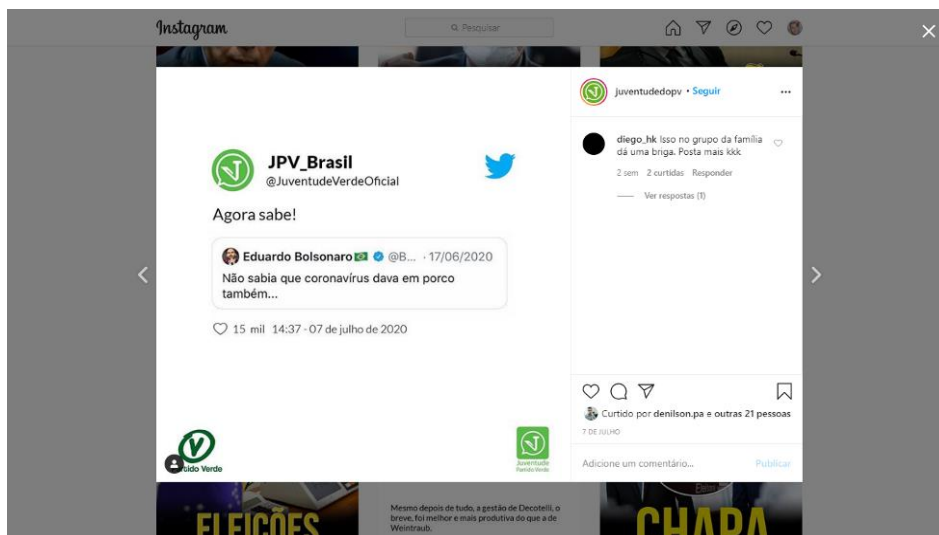 Instagram
Pesquisar
JPV_Brasil
@JuventudeVerdeOficial
Agora sabe!
Eduardo Bolsonaro @B... · 17/06/2020
Não sabia que coronavírus dava em porco
também...
15 mil 14:37 - 07 de julho de 2020
Partido Verde
Juventude
Partido Verde
juventudedopv • Seguir
diego_hk Isso no grupo da família
dá uma briga. Posta mais kkk
2 sem 2 curtidas Responder
Ver respostas (1)
Curtido por denilson.pa e outras 21 pessoas
7 DE JULHO
Adicione um comentário...
Publicar
ELEIÇÕES
Mesmo depois de tudo, a gestão de Decotelli, o
breve, foi melhor e mais produtiva do que a de
Weintraub.
CHAPA